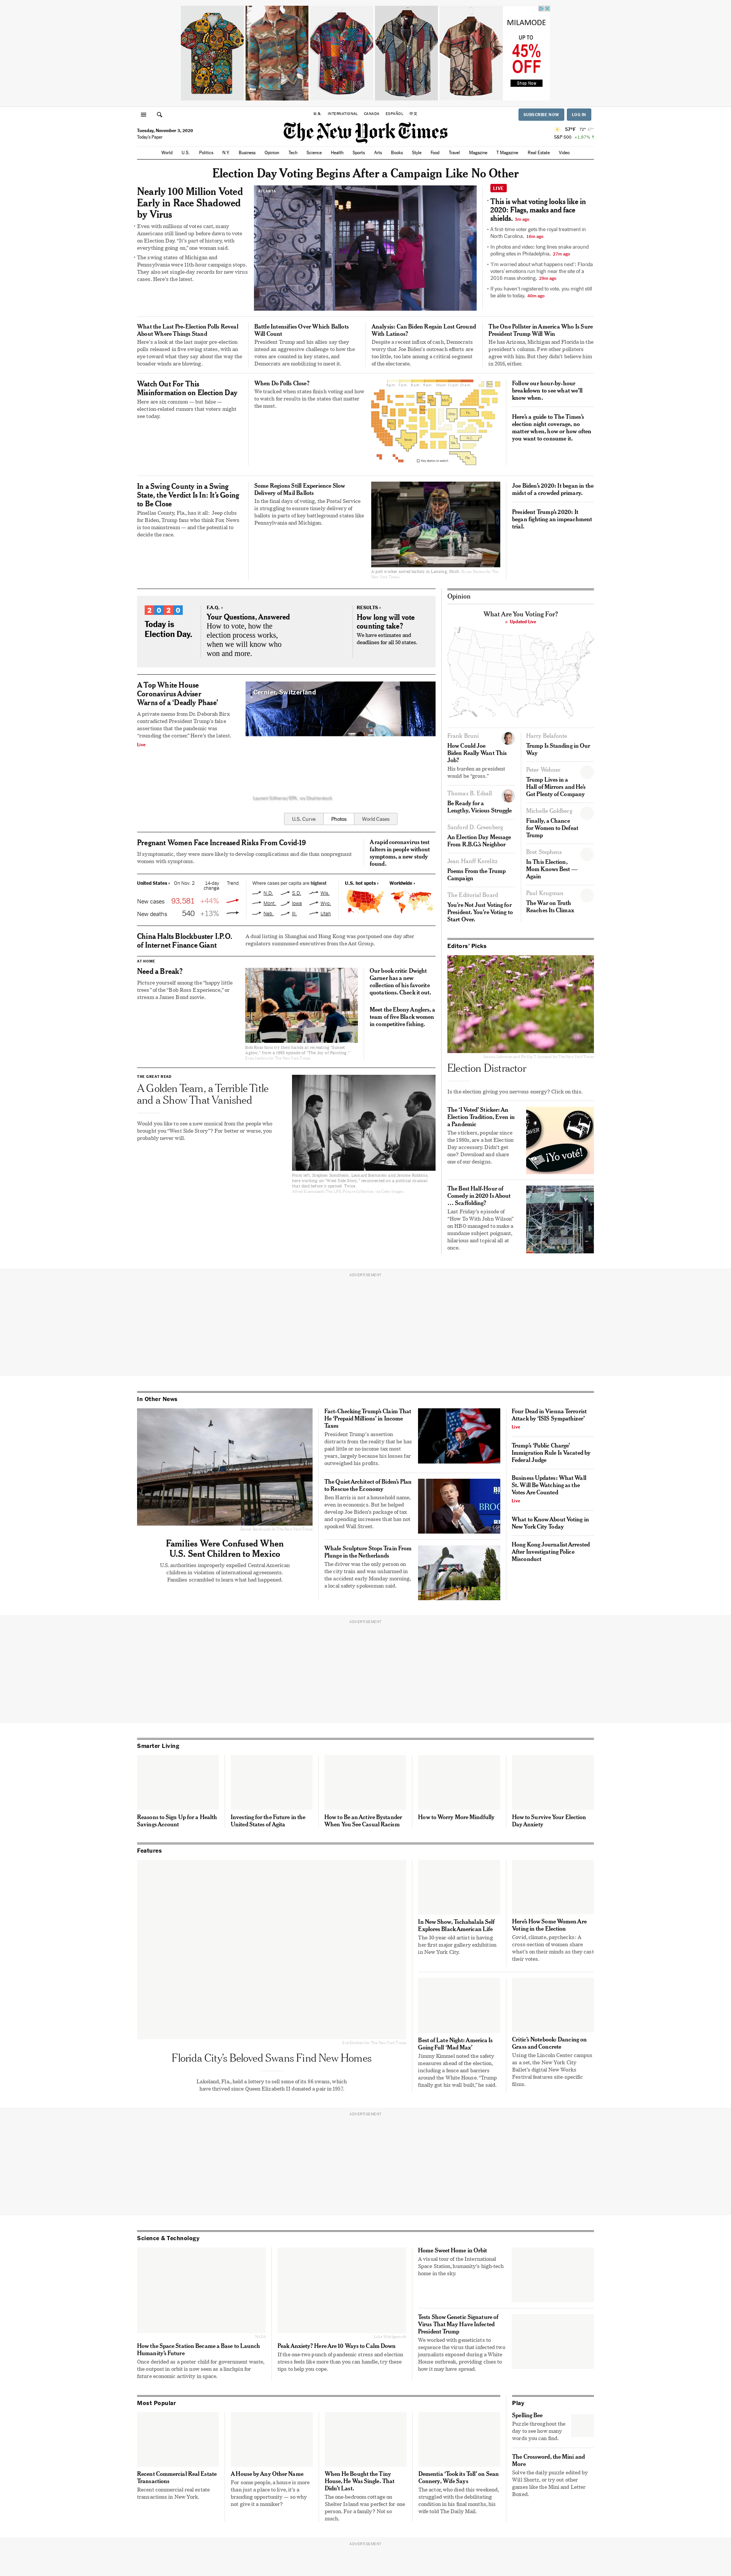 MILAMODE
UP TO
45%
OFF
Shop Now
U.S. INTERNATIONAL CANADA ESPAÑOL 中文
SUBSCRIBE NOW LOG IN
Tuesday, November 3, 2020
Today's Paper
The New York Times
57°F
S&P 500 +1.97%
World U.S. Politics N.Y. Business Opinion Tech Science Health Sports Arts Books Style Food Travel Magazine T Magazine Real Estate Video
Election Day Voting Begins After a Campaign Like No Other
Nearly 100 Million Voted
Early in Race Shadowed
by Virus
Even with millions of votes cast, many
Americans still lined up before dawn to vote
on Election Day. "It's part of history, with
everything going on," one woman said.
The swing states of Michigan and
Pennsylvania were 11th-hour campaign stops.
They also set single-day records for new virus
cases. Here's the latest.
ATLANTA
LIVE
This is what voting looks like in
2020: Flags, masks and face
shields. 5m ago
A first-time voter gets the royal treatment in
North Carolina. 16m ago
In photos and video: long lines snake around
polling sites in Philadelphia. 27m ago
'I'm worried about what happens next': Florida
voters' emotions run high near the site of a
2016 mass shooting. 29m ago
If you haven't registered to vote, you might still
be able to today. 40m ago
What the Last Pre-Election Polls Reveal
About Where Things Stand
Here's a look at the last major pre-election
polls released in five swing states, with an
eye toward what they say about the way the
broader winds are blowing.
Battle Intensifies Over Which Ballots
Will Count
President Trump and his allies say they
intend an aggressive challenge to how the
votes are counted in key states, and
Democrats are mobilizing to meet it.
Analysis: Can Biden Regain Lost Ground
With Latinos?
Despite a recent influx of cash, Democrats
worry that Joe Biden's outreach efforts are
too little, too late among a critical segment
of the electorate.
The One Pollster in America Who Is Sure
President Trump Will Win
He has Arizona, Michigan and Florida in the
president's column. Few other pollsters
agree with him. But they didn't believe him
in 2016, either.
Watch Out For This
Misinformation on Election Day
Here are six common — but false —
election-related rumors that voters might
see today.
When Do Polls Close?
We tracked when states finish voting and how
to watch for results in the states that matter
the most.
Follow our hour-by-hour
breakdown to see what we'll
know when.
Here's a guide to The Times's
election night coverage, no
matter when, how or how often
you want to consume it.
In a Swing County in a Swing
State, the Verdict Is In: It's Going
to Be Close
Pinellas County, Fla., has it all: Jeep clubs
for Biden, Trump fans who think Fox News
is too mainstream — and the potential to
decide the race.
Some Regions Still Experience Slow
Delivery of Mail Ballots
In the final days of voting, the Postal Service
is struggling to ensure timely delivery of
ballots in parts of key battleground states like
Pennsylvania and Michigan.
Joe Biden's 2020: It began in the
midst of a crowded primary.
President Trump's 2020: It
began fighting an impeachment
trial.
2020
Today is
Election Day.
F.A.Q. ›
Your Questions, Answered
How to vote, how the
election process works,
when we will know who
won and more.
RESULTS ›
How long will vote
counting take?
We have estimates and
deadlines for all 50 states.
A Top White House
Coronavirus Adviser
Warns of a 'Deadly Phase'
A private memo from Dr. Deborah Birx
contradicted President Trump's false
assertions that the pandemic was
"rounding the corner." Here's the latest.
Live
Cernier, Switzerland
U.S. Curve Photos World Cases
Pregnant Women Face Increased Risks From Covid-19
If symptomatic, they were more likely to develop complications and die than nonpregnant
women with symptoms.
A rapid coronavirus test
falters in people without
symptoms, a new study
found.
United States › On Nov. 2 14-day
change Trend
New cases 93,581 +44%
New deaths 540 +13%
Where cases per capita are highest
N.D. S.D. Wis.
Mont. Iowa Wyo.
Neb. Ill. Utah
U.S. hot spots › Worldwide ›
China Halts Blockbuster I.P.O.
of Internet Finance Giant
A dual listing in Shanghai and Hong Kong was postponed one day after
regulators summoned executives from the Ant Group.
AT HOME
Need a Break?
Picture yourself among the "happy little
trees" of the "Bob Ross Experience," or
stream a James Bond movie.
Our book critic Dwight
Garner has a new
collection of his favorite
quotations. Check it out.
Meet the Ebony Anglers, a
team of five Black women
in competitive fishing.
THE GREAT READ
A Golden Team, a Terrible Title
and a Show That Vanished
Would you like to see a new musical from the people who
brought you "West Side Story"? For better or worse, you
probably never will.
Opinion
What Are You Voting For?
Updated Live
Frank Bruni
How Could Joe
Biden Really Want This
Job?
His burden as president
would be "gross."
Thomas B. Edsall
Be Ready for a
Lengthy, Vicious Struggle
Sanford D. Greenberg
An Election Day Message
From R.B.G.'s Neighbor
Jean Hanff Korelitz
Poems From the Trump
Campaign
The Editorial Board
You're Not Just Voting for
President. You're Voting to
Start Over.
Harry Belafonte
Trump Is Standing in Our
Way
Peter Wehner
Trump Lives in a
Hall of Mirrors and He's
Got Plenty of Company
Michelle Goldberg
Finally, a Chance
for Women to Defeat
Trump
Bret Stephens
In This Election,
Mom Knows Best —
Again
Paul Krugman
The War on Truth
Reaches Its Climax
Editors' Picks
Election Distractor
Is the election giving you nervous energy? Click on this.
The 'I Voted' Sticker: An
Election Tradition, Even in
a Pandemic
The stickers, popular since
the 1980s, are a hot Election
Day accessory. Didn't get
one? Download and share
one of our designs.
¡Yo voté!
The Best Half-Hour of
Comedy in 2020 Is About
… Scaffolding?
Last Friday's episode of
"How To With John Wilson"
on HBO managed to make a
mundane subject poignant,
hilarious and topical all at
once.
ADVERTISEMENT
In Other News
Families Were Confused When
U.S. Sent Children to Mexico
U.S. authorities improperly expelled Central American
children in violation of international agreements.
Families scrambled to learn what had happened.
Fact-Checking Trump's Claim That
He 'Prepaid Millions' in Income
Taxes
President Trump's assertion
distracts from the reality that he has
paid little or no income tax most
years, largely because his losses far
outweighed his profits.
The Quiet Architect of Biden's Plan
to Rescue the Economy
Ben Harris is not a household name,
even in economics. But he helped
develop Joe Biden's package of tax
and spending increases that has not
spooked Wall Street.
Whale Sculpture Stops Train From
Plunge in the Netherlands
The driver was the only person on
the city train and was unharmed in
the accident early Monday morning,
a local safety spokesman said.
Four Dead in Vienna Terrorist
Attack by 'ISIS Sympathizer'
Live
Trump's 'Public Charge'
Immigration Rule Is Vacated by
Federal Judge
Business Updates: What Wall
St. Will Be Watching as the
Votes Are Counted
Live
What to Know About Voting in
New York City Today
Hong Kong Journalist Arrested
After Investigating Police
Misconduct
ADVERTISEMENT
Smarter Living
Reasons to Sign Up for a Health
Savings Account
Investing for the Future in the
United States of Agita
How to Be an Active Bystander
When You See Casual Racism
How to Worry More Mindfully
How to Survive Your Election
Day Anxiety
Features
Florida City's Beloved Swans Find New Homes
Lakeland, Fla., held a lottery to sell some of its 86 swans, which
have thrived since Queen Elizabeth II donated a pair in 1957.
In New Show, Tschabalala Self
Explores Black American Life
The 30-year-old artist is having
her first major gallery exhibition
in New York City.
Here's How Some Women Are
Voting in the Election
Covid, climate, paychecks: A
cross-section of women share
what's on their minds as they cast
their votes.
Best of Late Night: America Is
Going Full 'Mad Max'
Jimmy Kimmel noted the safety
measures ahead of the election,
including a fence and barriers
around the White House. "Trump
finally got his wall built," he said.
Critic's Notebook: Dancing on
Grass and Concrete
Using the Lincoln Center campus
as a set, the New York City
Ballet's digital New Works
Festival features site-specific
films.
ADVERTISEMENT
Science & Technology
How the Space Station Became a Base to Launch
Humanity's Future
Once derided as a poster child for government waste,
the outpost in orbit is now seen as a linchpin for
future economic activity in space.
Peak Anxiety? Here Are 10 Ways to Calm Down
If the one-two punch of pandemic stress and election
stress feels like more than you can handle, try these
tips to help you cope.
Home Sweet Home in Orbit
A visual tour of the International
Space Station, humanity's high-tech
home in the sky.
Tests Show Genetic Signature of
Virus That May Have Infected
President Trump
We worked with geneticists to
sequence the virus that infected two
journalists exposed during a White
House outbreak, providing clues to
how it may have spread.
Most Popular
Recent Commercial Real Estate
Transactions
Recent commercial real estate
transactions in New York.
A House by Any Other Name
For some people, a house is more
than just a place to live, it's a
branding opportunity — so why
not give it a moniker?
When He Bought the Tiny
House, He Was Single. That
Didn't Last.
The one-bedroom cottage on
Shelter Island was perfect for one
person. For a family? Not so
much.
Dementia 'Took its Toll' on Sean
Connery, Wife Says
The actor, who died this weekend,
struggled with the debilitating
condition in his final months, his
wife told The Daily Mail.
Play
Spelling Bee
Puzzle throughout the
day to see how many
words you can find.
The Crossword, the Mini and
More
Solve the daily puzzle edited by
Will Shortz, or try out other
games like the Mini and Letter
Boxed.
ADVERTISEMENT